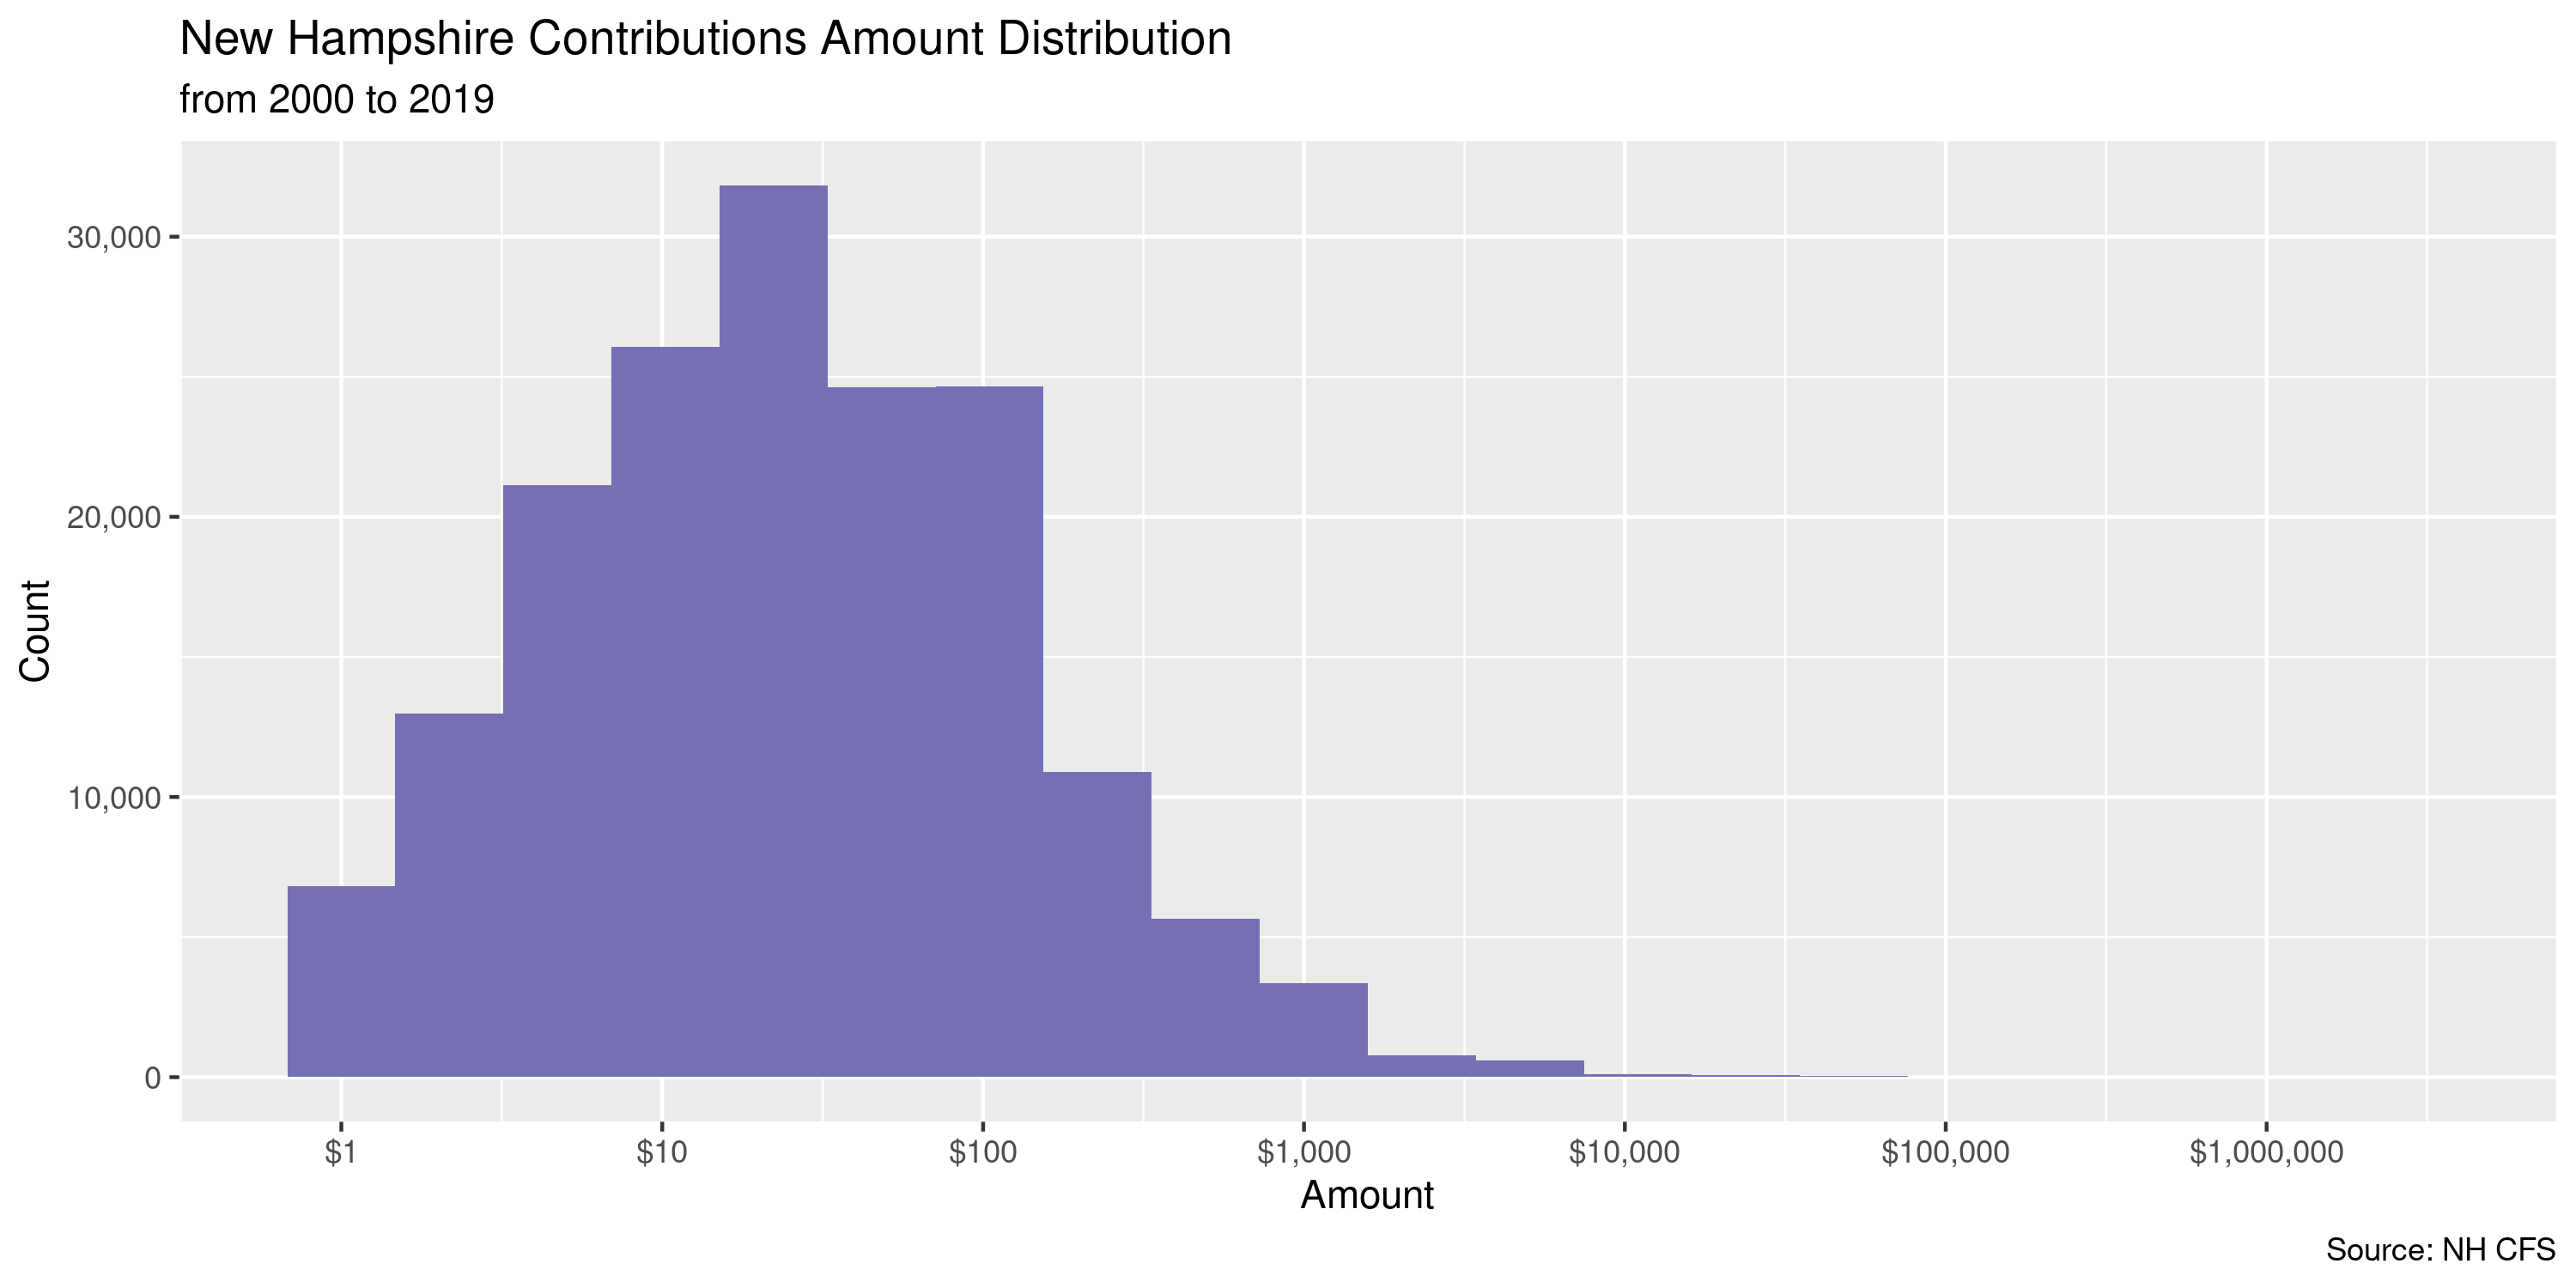 New Hampshire Contributions Amount Distribution
from 2000 to 2019
30,000
20,000
10,000
0
Count
$1 $10 $100 $1,000 $10,000 $100,000 $1,000,000
Amount
Source: NH CFS